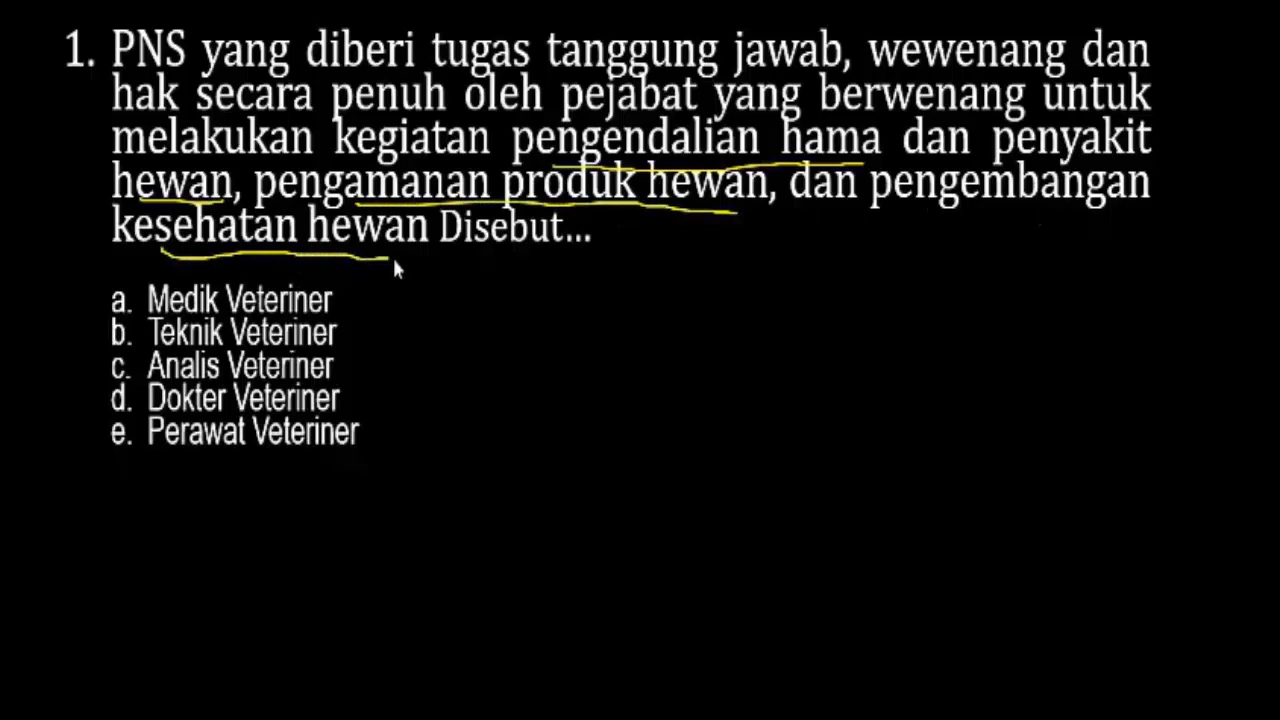 1. PNS yang diberi tugas tanggung jawab, wewenang dan
hak secara penuh oleh pejabat yang berwenang untuk
melakukan kegiatan pengendalian hama dan penyakit
hewan, pengamanan produk hewan, dan pengembangan
kesehatan hewan Disebut...
a. Medik Veteriner
b. Teknik Veteriner
c. Analis Veteriner
d. Dokter Veteriner
e. Perawat Veteriner